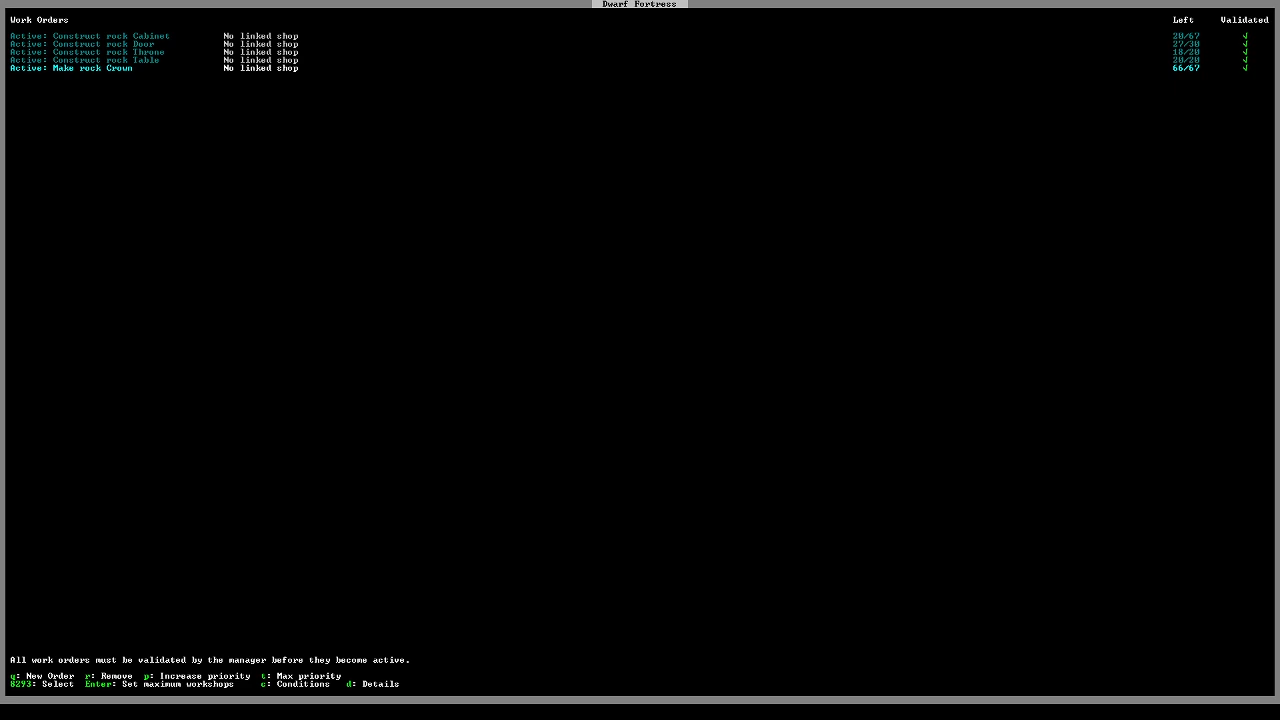 Dwarf Fortress
Work Orders Left Validated
Active: Construct rock Cabinet No linked shop 20/67 √
Active: Construct rock Door No linked shop 27/30 √
Active: Construct rock Throne No linked shop 18/20 √
Active: Construct rock Table No linked shop 20/20 √
Active: Make rock Crown No linked shop 66/67 √
All work orders must be validated by the manager before they become active.
q: New Order r: Remove p: Increase priority t: Max priority
8293: Select Enter: Set maximum workshops c: Conditions d: Details